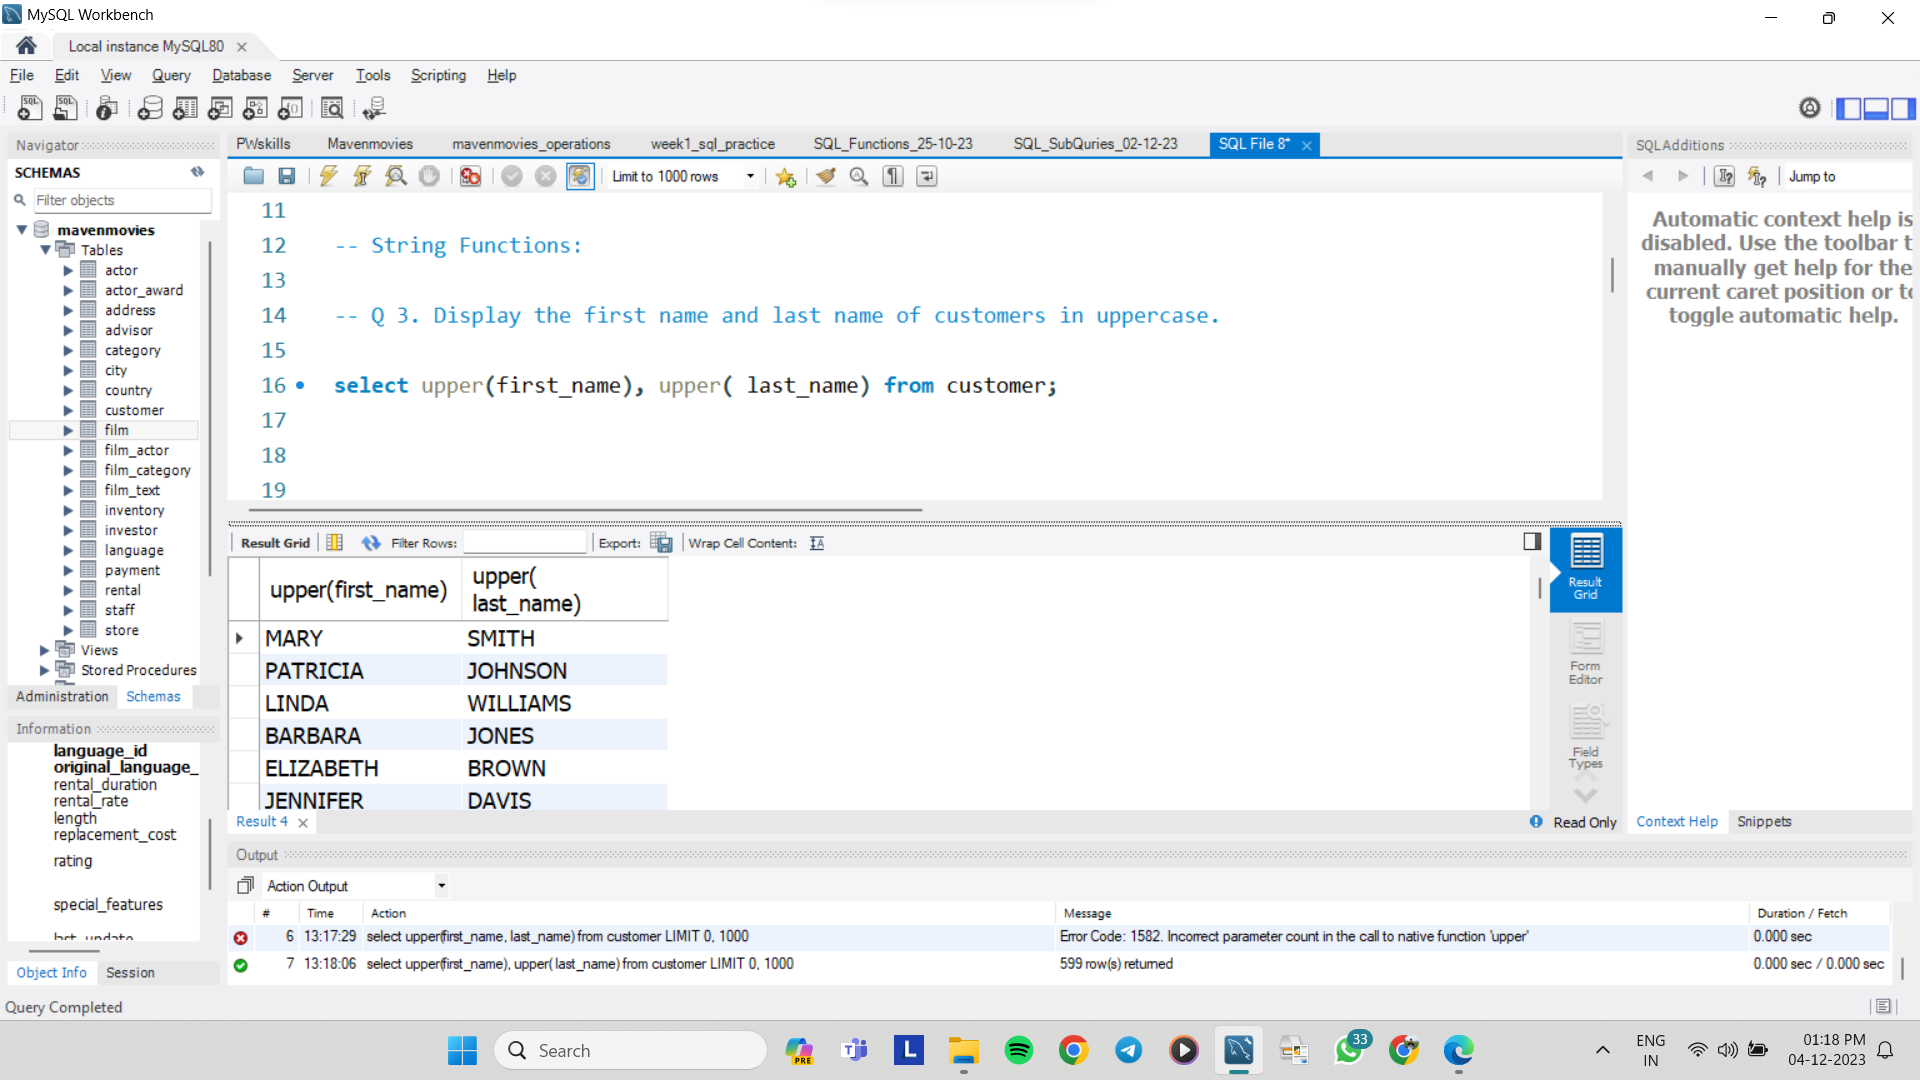 MySQL Workbench
Local instance MySQL80
File Edit View Query Database Server Tools Scripting Help
Navigator
SCHEMAS
Filter objects
mavenmovies
Tables
actor
actor_award
address
advisor
category
city
country
customer
film
film_actor
film_category
film_text
inventory
investor
language
payment
rental
staff
store
Views
Stored Procedures
Administration Schemas
Information
language_id
original_language_
rental_duration
rental_rate
length
replacement_cost
rating
special_features
last_update
Object Info Session
Query Completed
PWskills Mavenmovies mavenmovies_operations week1_sql_practice SQL_Functions_25-10-23 SQL_SubQuries_02-12-23 SQL File 8*
Limit to 1000 rows
11
12 -- String Functions:
13
14 -- Q 3. Display the first name and last name of customers in uppercase.
15
16 select upper(first_name), upper( last_name) from customer;
17
18
19
Result Grid Filter Rows: Export: Wrap Cell Content:
upper(first_name) upper( last_name)
MARY SMITH
PATRICIA JOHNSON
LINDA WILLIAMS
BARBARA JONES
ELIZABETH BROWN
JENNIFER DAVIS
Result Grid
Form Editor
Field Types
Result 4
Read Only
SQLAdditions
Jump to
Automatic context help is
disabled. Use the toolbar t
manually get help for the
current caret position or to
toggle automatic help.
Context Help Snippets
Output
Action Output
# Time Action Message Duration / Fetch
6 13:17:29 select upper(first_name, last_name) from customer LIMIT 0, 1000 Error Code: 1582. Incorrect parameter count in the call to native function 'upper' 0.000 sec
7 13:18:06 select upper(first_name), upper( last_name) from customer LIMIT 0, 1000 599 row(s) returned 0.000 sec / 0.000 sec
Search
PRE
L
33
ENG
IN
01:18 PM
04-12-2023